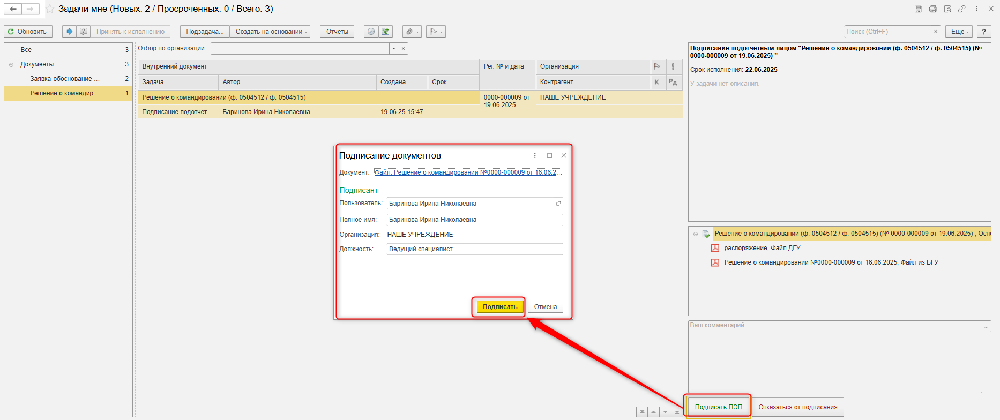 Задачи мне (Новых: 2 / Просроченных: 0 / Всего: 3)
Обновить
Принять к исполнению
Подзадача...
Создать на основании
Отчеты
Поиск (Ctrl+F)
×
Еще
?
Все 3
Документы 3
Заявка-обоснование ... 2
Решение о командир... 1
Отбор по организации:
×
Внутренний документ
Рег. № и дата
Организация
Задача
Автор
Создана
Срок
Контрагент
К
Рд
Решение о командировании (ф. 0504512 / ф. 0504515)
0000-000009 от
19.06.2025
НАШЕ УЧРЕЖДЕНИЕ
Подписание подотчет...
Баринова Ирина Николаевна
19.06.25 15:47
Подписание документов
Документ: Файл: Решение о командировании №0000-000009 от 16.06.2...
Подписант
Пользователь: Баринова Ирина Николаевна
Полное имя: Баринова Ирина Николаевна
Организация: НАШЕ УЧРЕЖДЕНИЕ
Должность: Ведущий специалист
Подписать
Отмена
Подписание подотчетным лицом "Решение о командировании (ф. 0504512 / ф. 0504515) (№
0000-000009 от 19.06.2025) "
Срок исполнения: 22.06.2025
У задачи нет описания.
Решение о командировании (ф. 0504512 / ф. 0504515) (№ 0000-000009 от 19.06.2025) , Осно
распоряжение, Файл ДГУ
Решение о командировании №0000-000009 от 16.06.2025, Файл из БГУ
Ваш комментарий
...
Подписать ПЭП
Отказаться от подписания